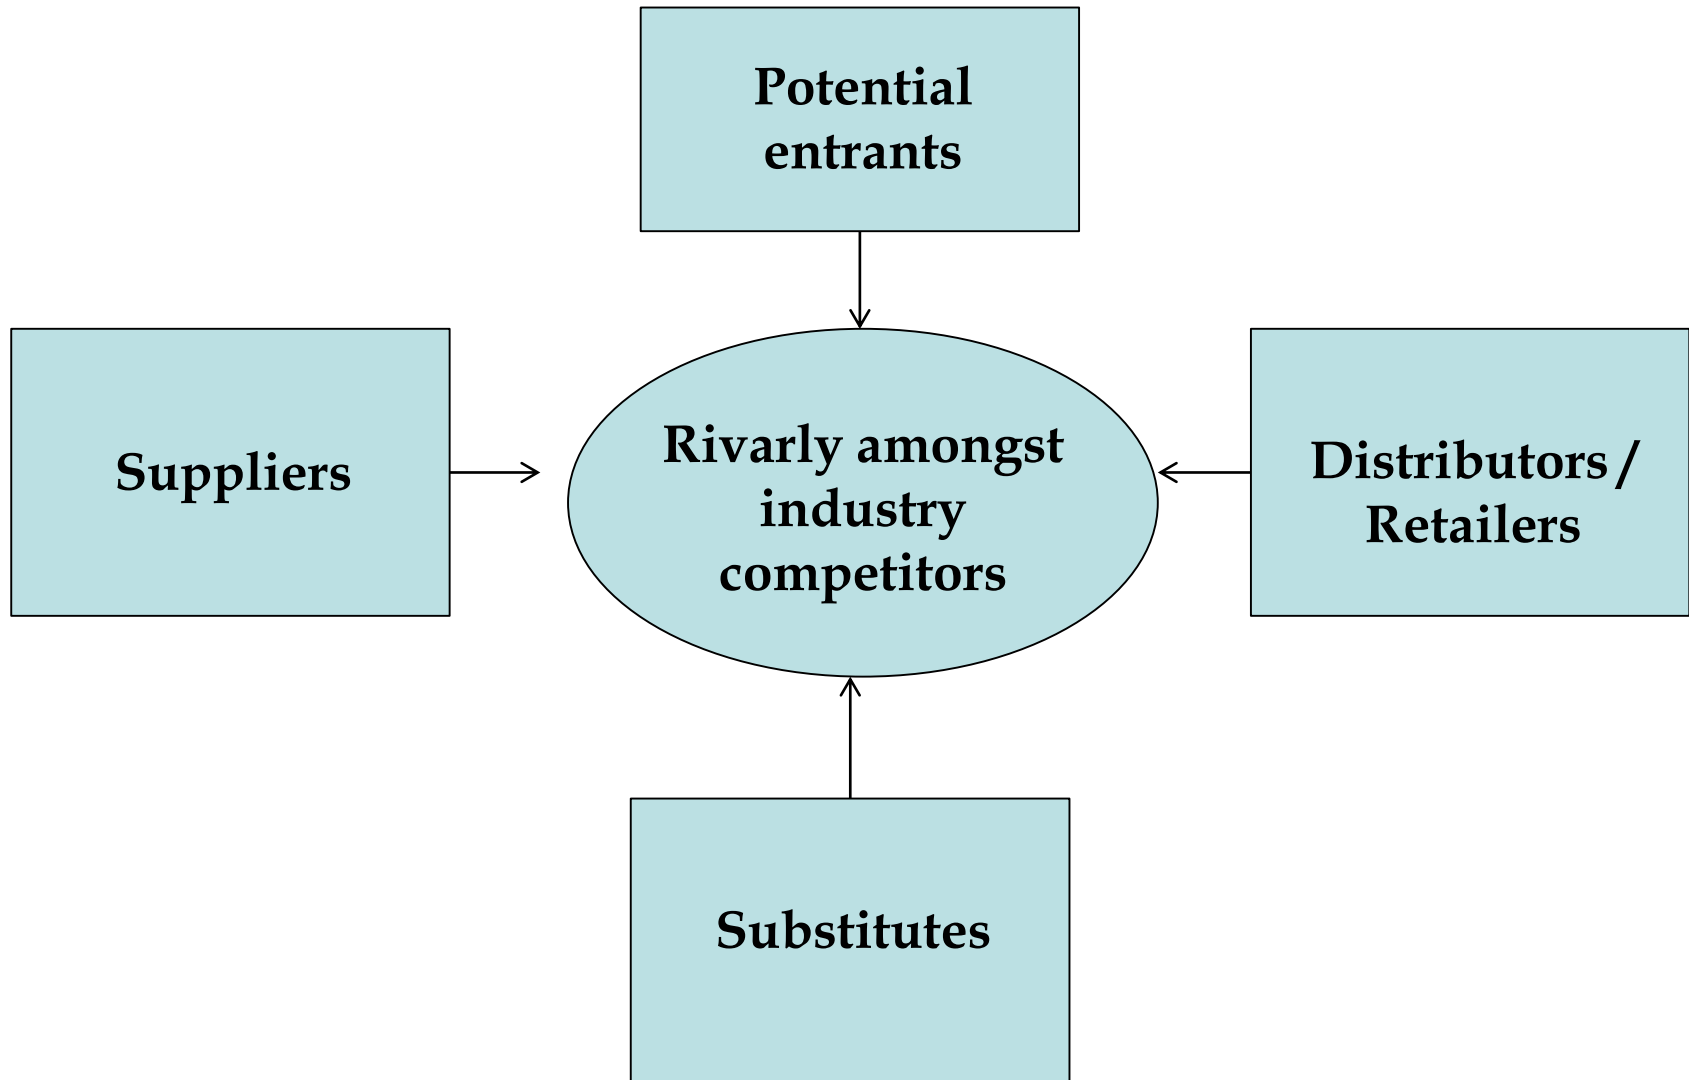 Potential
entrants
Suppliers
Rivarly amongst
industry
competitors
Distributors/
Retailers
Substitutes